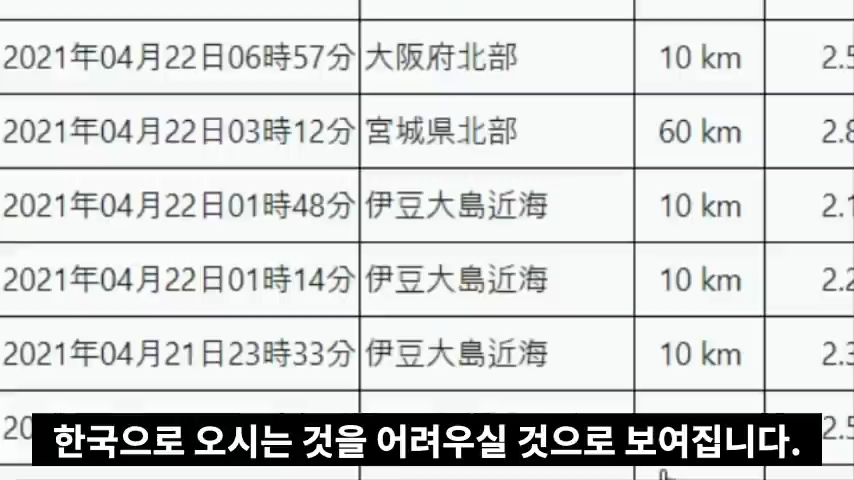 2021年04月22日06時57分 大阪府北部 10 km
2021年04月22日03時12分 宮城県北部 60 km 2.8
2021年04月22日01時48分 伊豆大島近海 10 km 2.1
2021年04月22日01時14分 伊豆大島近海 10 km 2.2
2021年04月21日23時33分 伊豆大島近海 10 km 2.3
20
한국으로 오시는 것을 어려우실 것으로 보여집니다.